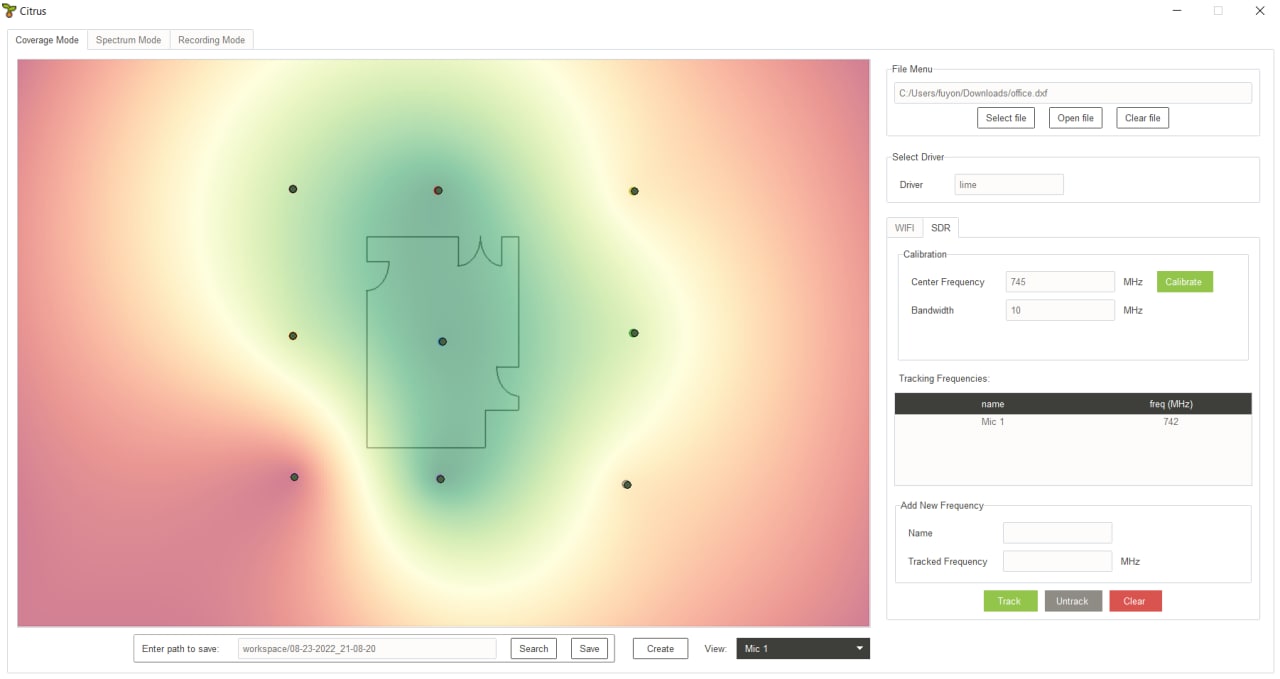 Citrus
Coverage Mode Spectrum Mode Recording Mode
File Menu
C:/Users/fuyon/Downloads/office.dxf
Select file Open file Clear file
Select Driver
Driver lime
WIFI SDR
Calibration
Center Frequency 745 MHz Calibrate
Bandwidth 10 MHz
Tracking Frequencies:
name freq (MHz)
Mic 1 742
Add New Frequency
Name
Tracked Frequency MHz
Track Untrack Clear
Enter path to save: workspace/08-23-2022_21-08-20 Search Save Create View: Mic 1